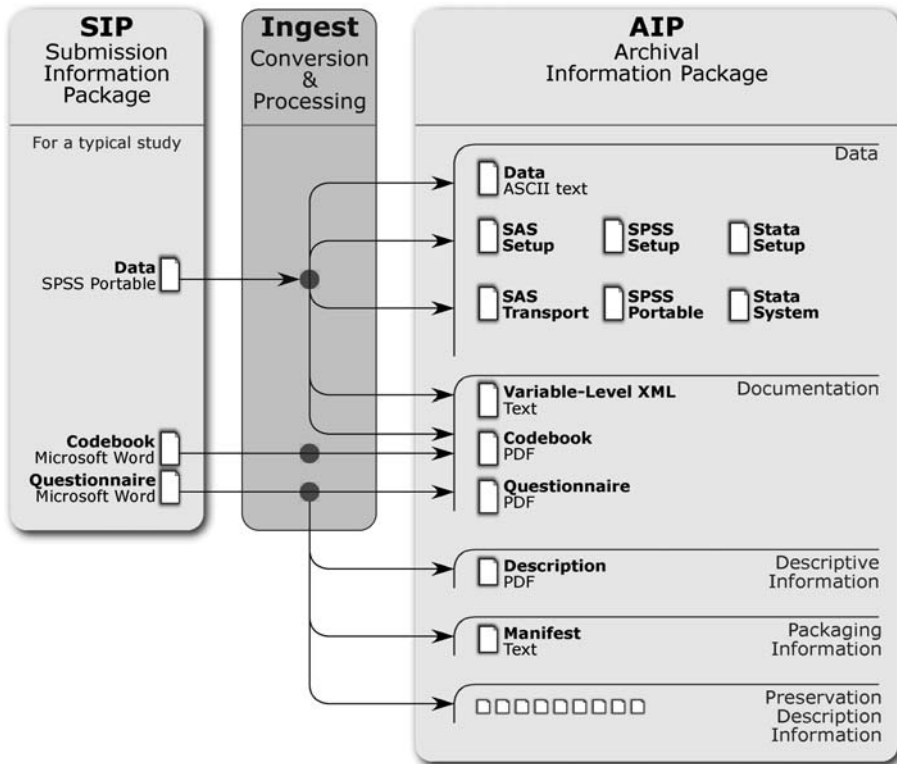 SIP
Submission
Information
Package
For a typical study
Data
SPSS Portable
Codebook
Microsoft Word
Questionnaire
Microsoft Word
Ingest
Conversion
&
Processing
AIP
Archival
Information Package
Data
Data
ASCII text
SAS
Setup
SPSS
Setup
Stata
Setup
SAS
Transport
SPSS
Portable
Stata
System
Documentation
Variable-Level XML
Text
Codebook
PDF
Questionnaire
PDF
Descriptive
Information
Description
PDF
Packaging
Information
Manifest
Text
Preservation
Description
Information